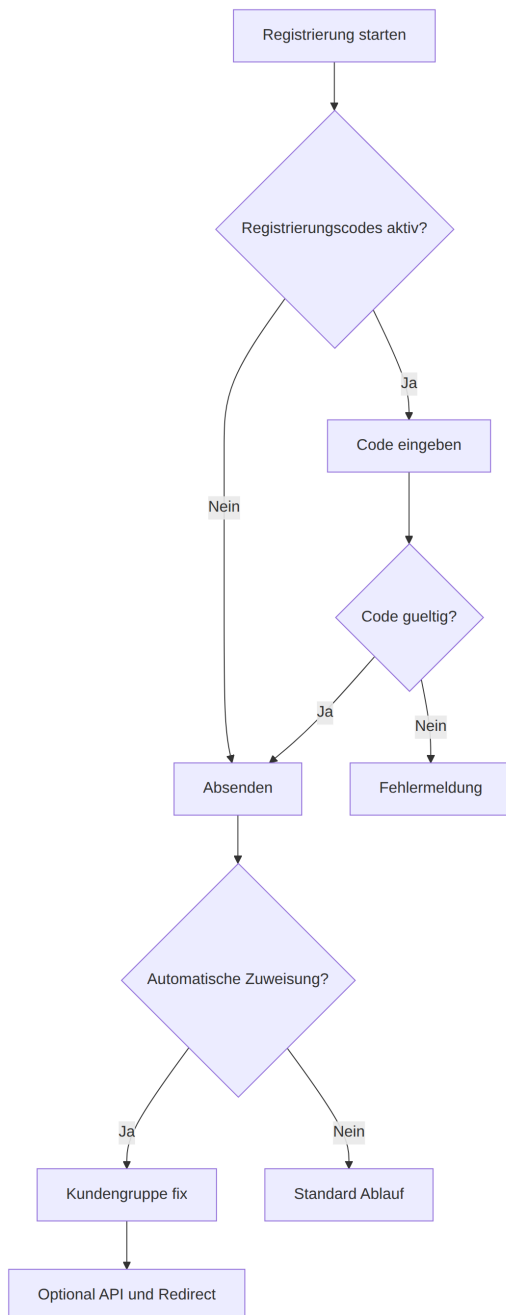 Registrierung starten
Registrierungscodes aktiv?
Ja
Code eingeben
Nein
Code gueltig?
Ja
Nein
Absenden
Fehlermeldung
Automatische Zuweisung?
Ja
Nein
Kundengruppe fix
Standard Ablauf
Optional API und Redirect